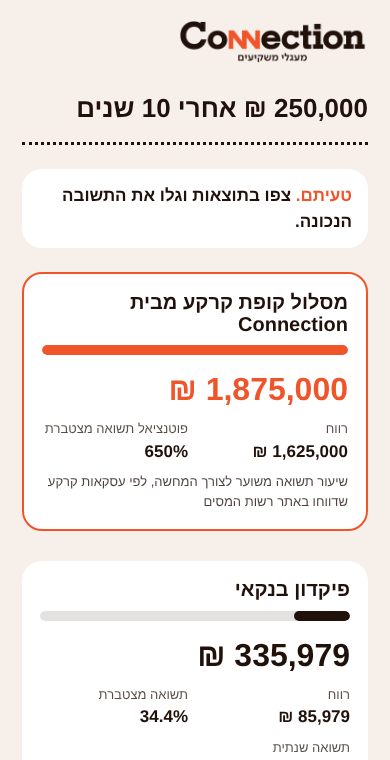 Connection
מעגלי משקיעים
250,000 ₪ אחרי 10 שנים
טעיתם. צפו בתוצאות וגלו את התשובה
הנכונה.
מסלול קופת קרקע מבית
Connection
1,875,000 ₪
רווח פוטנציאל תשואה מצטברת
1,625,000 ₪ 650%
שיעור תשואה משוער לצורך המחשה, לפי עסקאות קרקע
שדווחו באתר רשות המסים
פיקדון בנקאי
335,979 ₪
רווח תשואה מצטברת
85,979 ₪ 34.4%
תשואה שנתית